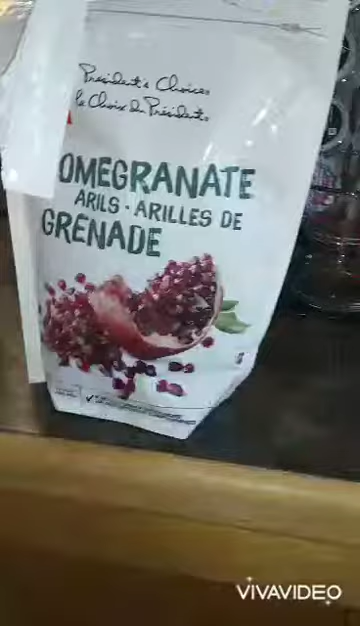 President's Choice
le Choix du Président
OMEGRANATE
ARILS · ARILLES DE
GRENADE
VIVAVIDEO